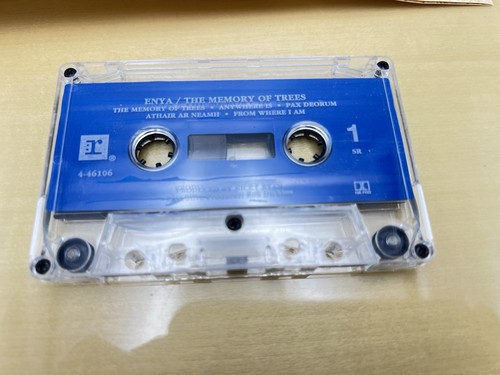 ENYA / THE MEMORY OF TREES
THE MEMORY OF TREES • ANYWHERE IS • PAX DEORUM
ATHAIR AR NEAMH • FROM WHERE I AM
1
SR
r
®
4-46106